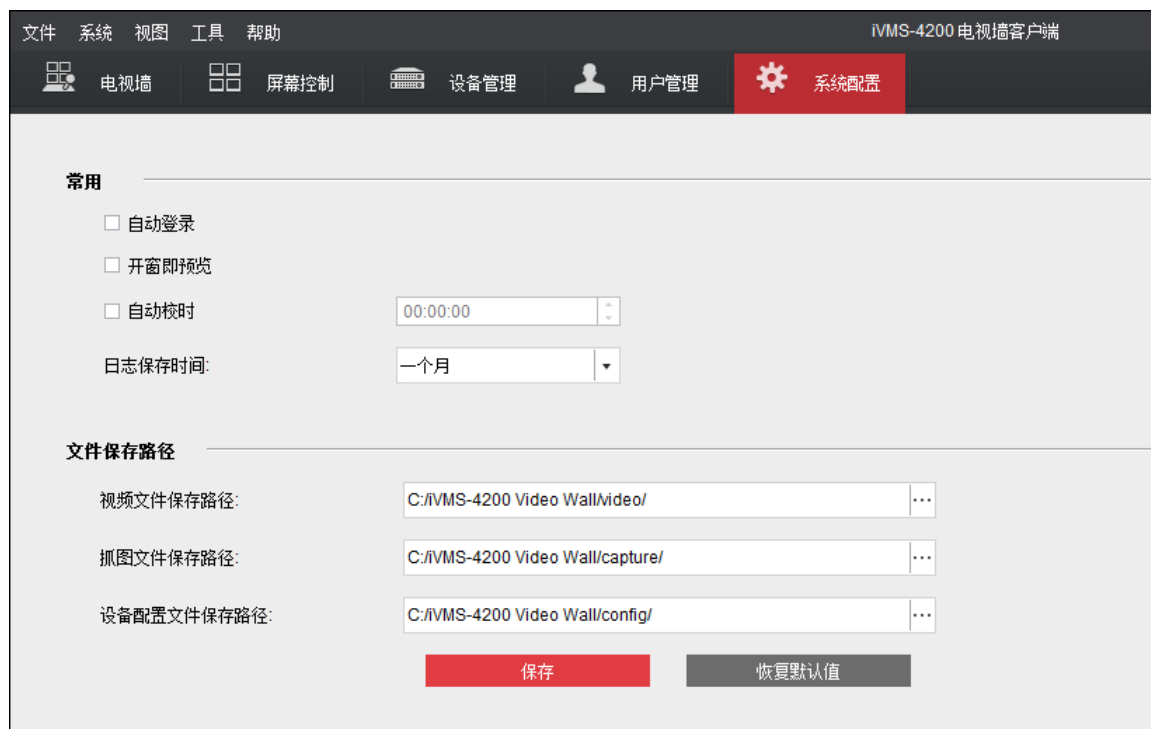 文件 系统 视图 工具 帮助 iVMS-4200 电视墙客户端
电视墙 屏幕控制 设备管理 用户管理 系统配置
常用
自动登录
开窗即预览
自动校时 00:00:00
日志保存时间: 一个月
文件保存路径
视频文件保存路径: C:/iVMS-4200 Video Wall/video/ ...
抓图文件保存路径: C:/iVMS-4200 Video Wall/capture/ ...
设备配置文件保存路径: C:/iVMS-4200 Video Wall/config/ ...
保存 恢复默认值